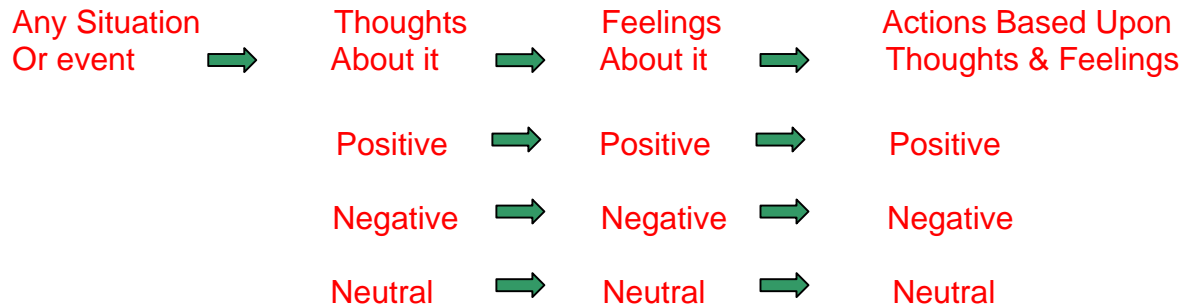 Any Situation Thoughts Feelings Actions Based Upon
Or event About it About it Thoughts & Feelings
Positive Positive Positive
Negative Negative Negative
Neutral Neutral Neutral